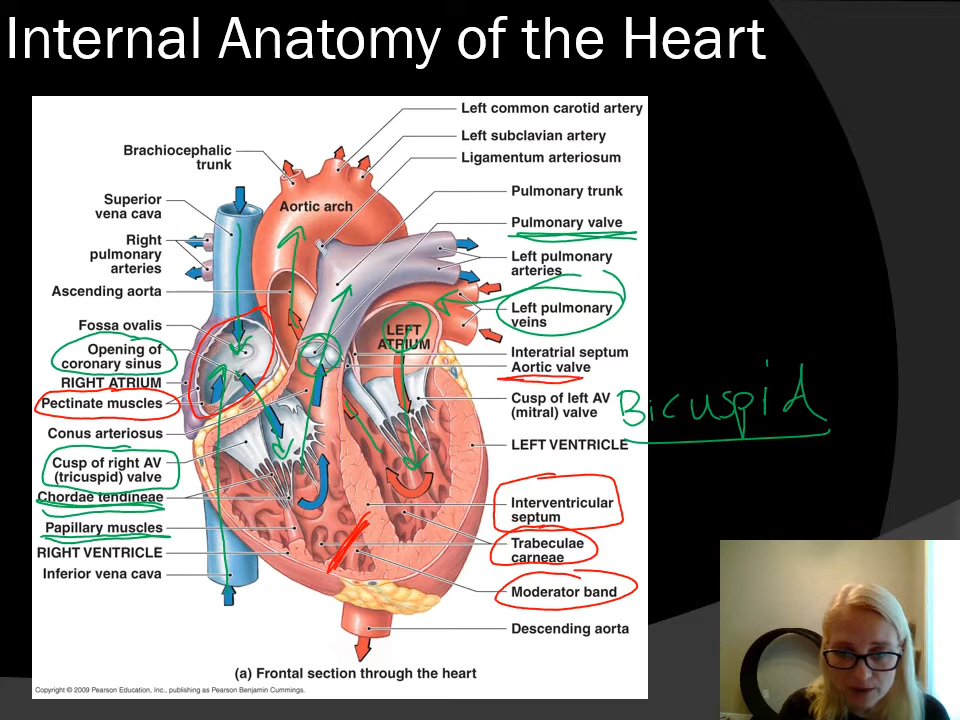 Internal Anatomy of the Heart
Left common carotid artery
Left subclavian artery
Brachiocephalic
trunk
Ligamentum arteriosum
Pulmonary trunk
Superior
vena cava
Aortic arch
Pulmonary valve
Right
pulmonary
arteries
Left pulmonary
arteries
Ascending aorta
Left pulmonary
veins
Fossa ovalis
LEFT
ATRIUM
Opening of
coronary sinus
Interatrial septum
Aortic valve
RIGHT ATRIUM
Pectinate muscles
Cusp of left AV
(mitral) valve
Bicuspid
Conus arteriosus
LEFT VENTRICLE
Cusp of right AV
(tricuspid) valve
Chordae tendineae
Interventricular
septum
Papillary muscles
Trabeculae
carneae
RIGHT VENTRICLE
Inferior vena cava
Moderator band
Descending aorta
(a) Frontal section through the heart
Copyright © 2009 Pearson Education, Inc., publishing as Pearson Benjamin Cummings.